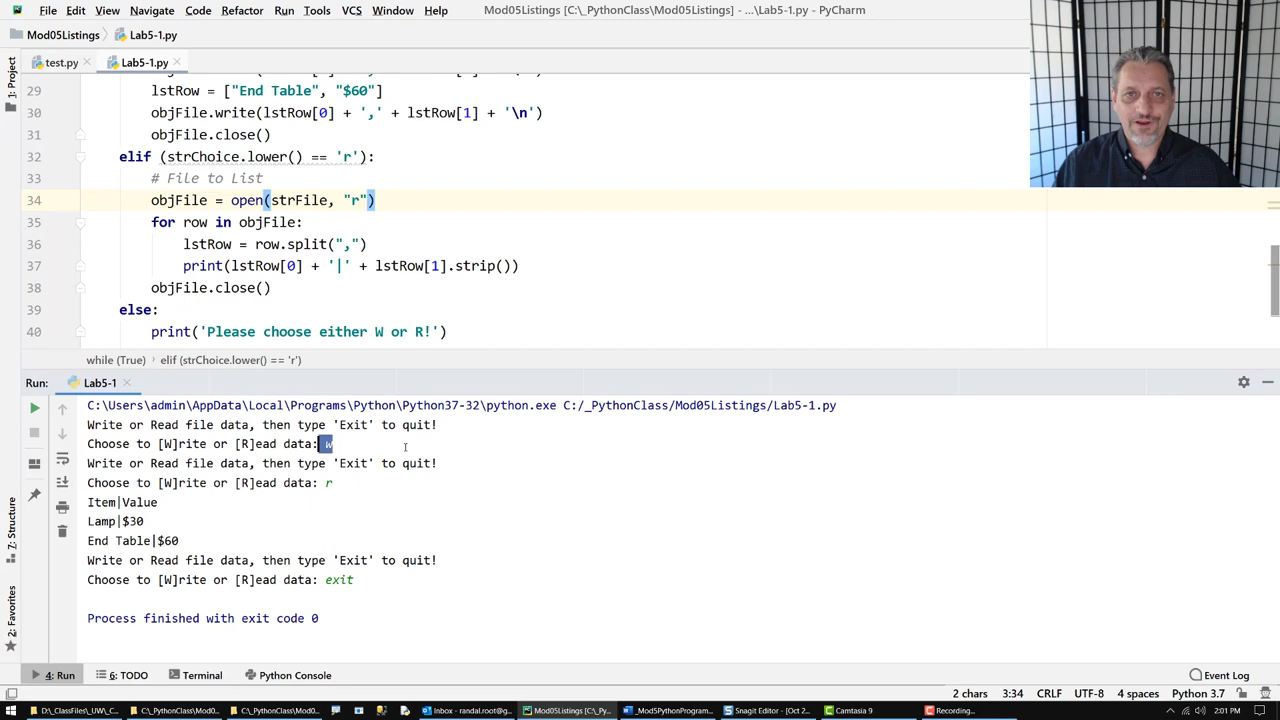 File Edit View Navigate Code Refactor Run Tools VCS Window Help Mod05Listings [C:\_PythonClass\Mod05Listings] - ...\Lab5-1.py - PyCharm
Mod05Listings Lab5-1.py
test.py Lab5-1.py
1: Project
29 lstRow = ["End Table", "$60"]
30 objFile.write(lstRow[0] + ',' + lstRow[1] + '\n')
31 objFile.close()
32 elif (strChoice.lower() == 'r'):
33 # File to List
34 objFile = open(strFile, "r")
35 for row in objFile:
36 lstRow = row.split(",")
37 print(lstRow[0] + '|' + lstRow[1].strip())
38 objFile.close()
39 else:
40 print('Please choose either W or R!')
while (True) › elif (strChoice.lower() == 'r')
Run: Lab5-1
C:\Users\admin\AppData\Local\Programs\Python\Python37-32\python.exe C:/_PythonClass/Mod05Listings/Lab5-1.py
Write or Read file data, then type 'Exit' to quit!
Choose to [W]rite or [R]ead data: w
Write or Read file data, then type 'Exit' to quit!
Choose to [W]rite or [R]ead data: r
Item|Value
Lamp|$30
End Table|$60
Write or Read file data, then type 'Exit' to quit!
Choose to [W]rite or [R]ead data: exit
Process finished with exit code 0
7: Structure
2: Favorites
4: Run 6: TODO Terminal Python Console Event Log
2 chars 3:34 CRLF UTF-8 4 spaces Python 3.7
D:\_ClassFiles\_UW\_C... C:\_PythonClass\Mod0... C:\_PythonClass\Mod0... Inbox - randal.root@g... Mod05Listings [C:\_Py... _Mod5PythonProgram... Snagit Editor - [Oct 2... Camtasia 9 Recording... 2:01 PM